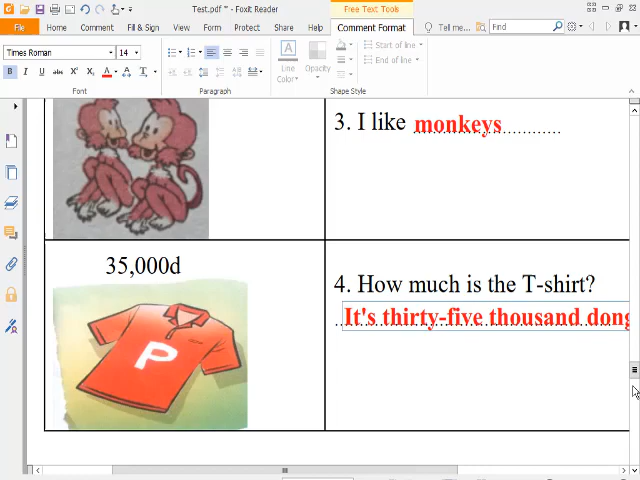 Test.pdf * - Foxit Reader
Free Text Tools
File
Home
Comment
Fill & Sign
View
Form
Protect
Share
Help
Comment Format
Tell me...
Find
Times Roman
14
Start of line
End of line
Line
Color
Opacity
Font
Paragraph
Shape Style
3. I like monkeys
35,000d
4. How much is the T-shirt?
It's thirty-five thousand dong
P